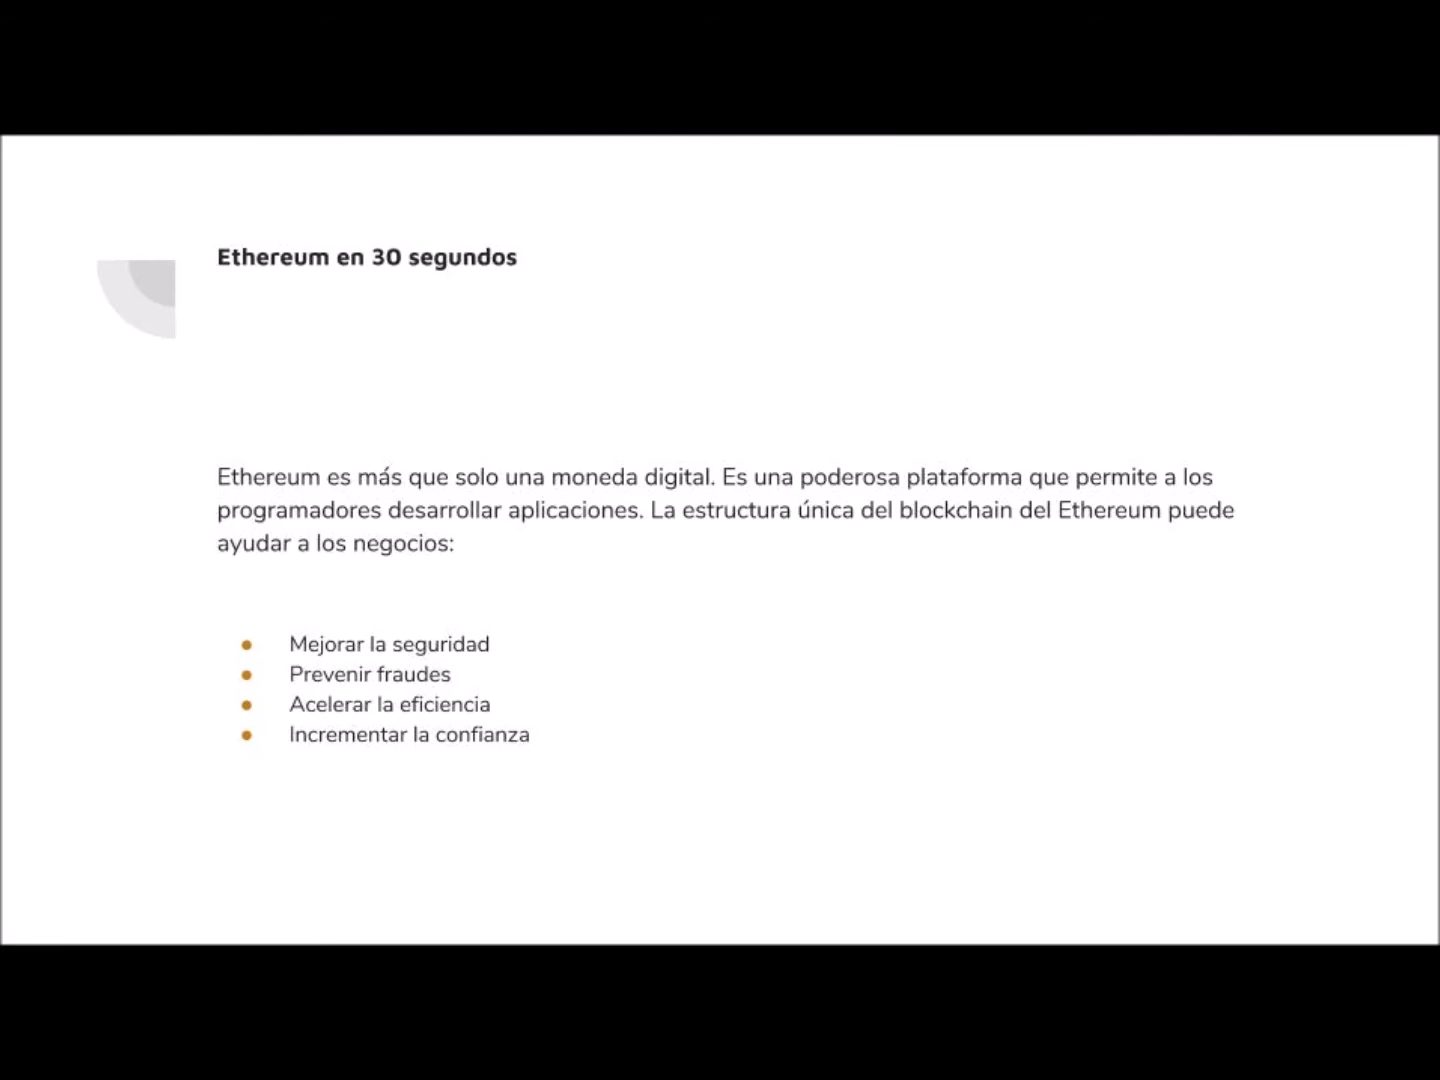 Ethereum en 30 segundos
Ethereum es más que solo una moneda digital. Es una poderosa plataforma que permite a los
programadores desarrollar aplicaciones. La estructura única del blockchain del Ethereum puede
ayudar a los negocios:
● Mejorar la seguridad
● Prevenir fraudes
● Acelerar la eficiencia
● Incrementar la confianza